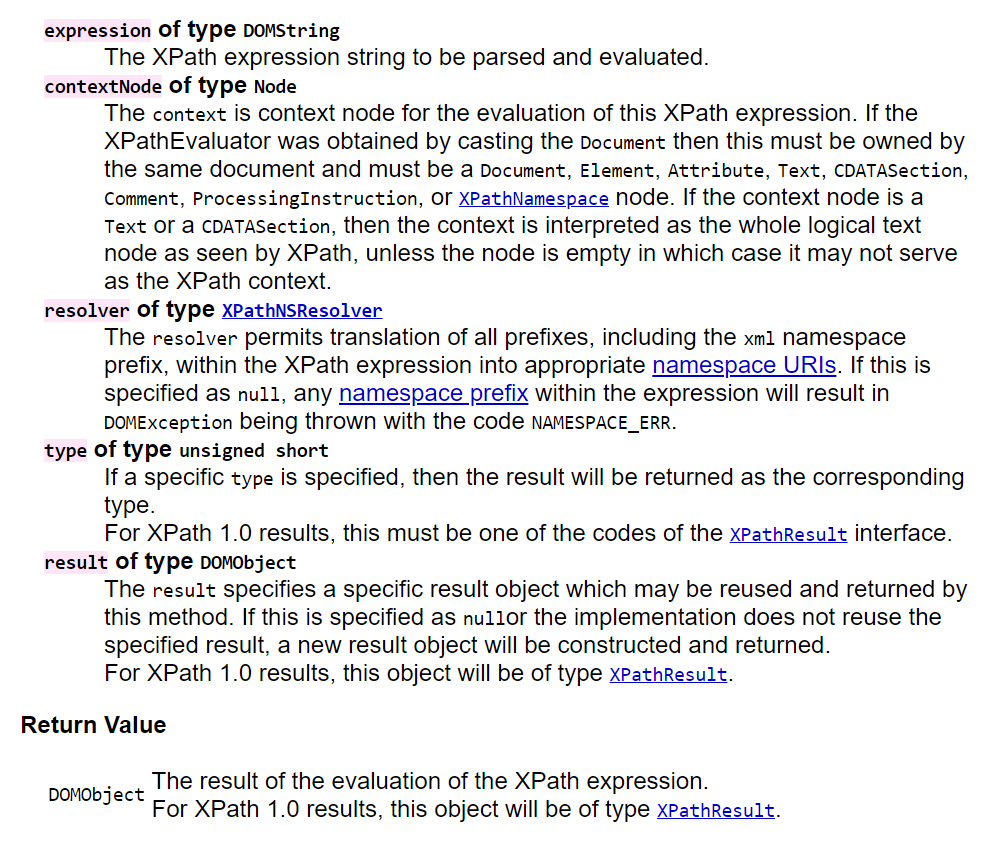 expression of type DOMString
The XPath expression string to be parsed and evaluated.
contextNode of type Node
The context is context node for the evaluation of this XPath expression. If the
XPathEvaluator was obtained by casting the Document then this must be owned by
the same document and must be a Document, Element, Attribute, Text, CDATASection,
Comment, ProcessingInstruction, or XPathNamespace node. If the context node is a
Text or a CDATASection, then the context is interpreted as the whole logical text
node as seen by XPath, unless the node is empty in which case it may not serve
as the XPath context.
resolver of type XPathNSResolver
The resolver permits translation of all prefixes, including the xml namespace
prefix, within the XPath expression into appropriate namespace URIs. If this is
specified as null, any namespace prefix within the expression will result in
DOMException being thrown with the code NAMESPACE_ERR.
type of type unsigned short
If a specific type is specified, then the result will be returned as the corresponding
type.
For XPath 1.0 results, this must be one of the codes of the XPathResult interface.
result of type DOMObject
The result specifies a specific result object which may be reused and returned by
this method. If this is specified as nullor the implementation does not reuse the
specified result, a new result object will be constructed and returned.
For XPath 1.0 results, this object will be of type XPathResult.
Return Value
DOMObject
The result of the evaluation of the XPath expression.
For XPath 1.0 results, this object will be of type XPathResult.